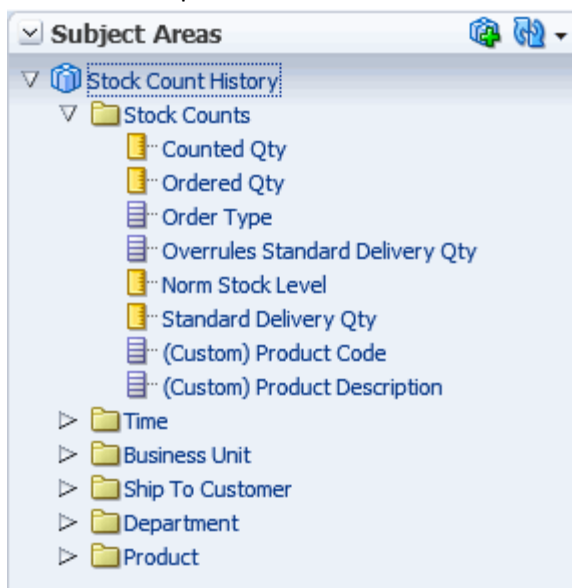 Subject Areas
Stock Count History
Stock Counts
Counted Qty
Ordered Qty
Order Type
Overrules Standard Delivery Qty
Norm Stock Level
Standard Delivery Qty
(Custom) Product Code
(Custom) Product Description
Time
Business Unit
Ship To Customer
Department
Product